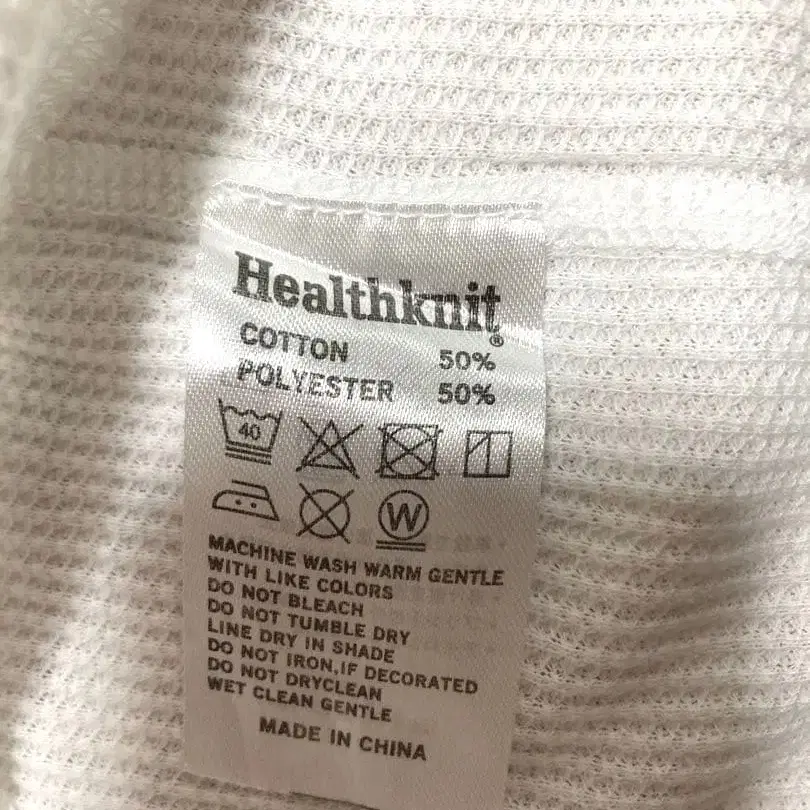 Healthknit®
COTTON 50%
POLYESTER 50%
40
W
MACHINE WASH WARM GENTLE
WITH LIKE COLORS
DO NOT BLEACH
DO NOT TUMBLE DRY
LINE DRY IN SHADE
DO NOT IRON,IF DECORATED
DO NOT DRYCLEAN
WET CLEAN GENTLE
MADE IN CHINA